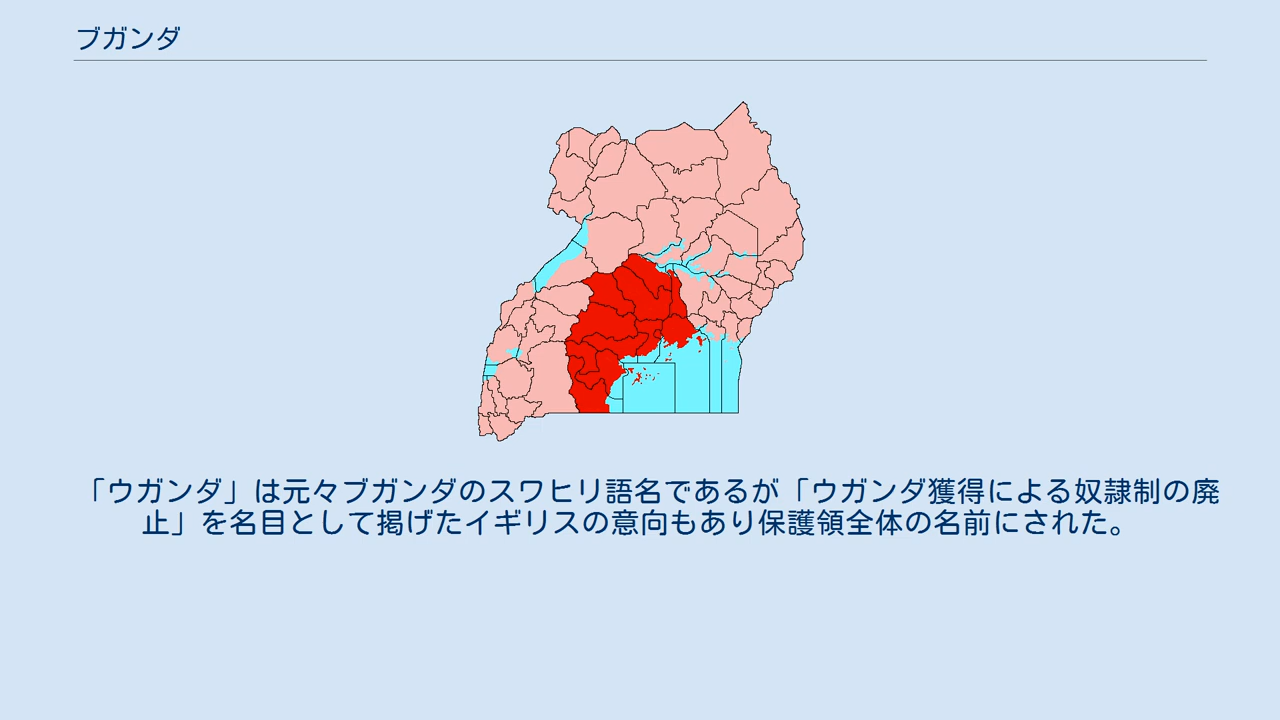 ブガンダ
「ウガンダ」は元々ブガンダのスワヒリ語名であるが「ウガンダ獲得による奴隷制の廃
止」を名目として掲げたイギリスの意向もあり保護領全体の名前にされた。